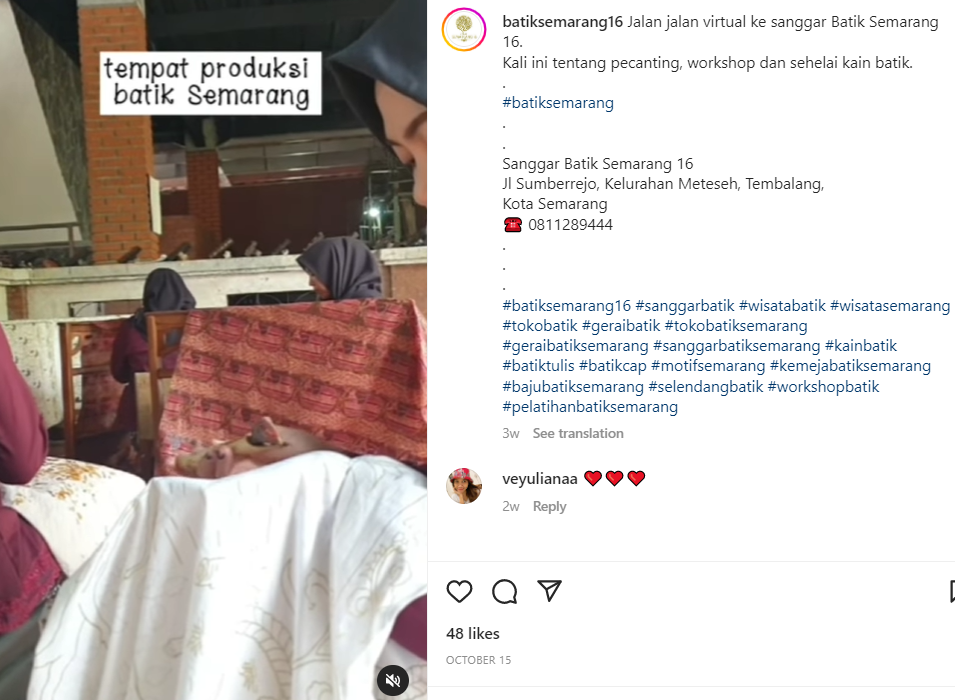 tempat produksi
batik Semarang
batiksemarang16 Jalan jalan virtual ke sanggar Batik Semarang
16.
Kali ini tentang pecanting, workshop dan sehelai kain batik.
.
#batiksemarang
.
.
Sanggar Batik Semarang 16
Jl Sumberrejo, Kelurahan Meteseh, Tembalang,
Kota Semarang
☎️ 0811289444
.
.
.
#batiksemarang16 #sanggarbatik #wisatabatik #wisatasemarang
#tokobatik #geraibatik #tokobatiksemarang
#geraibatiksemarang #sanggarbatiksemarang #kainbatik
#batiktulis #batikcap #motifsemarang #kemejabatiksemarang
#bajubatiksemarang #selendangbatik #workshopbatik
#pelatihanbatiksemarang
3w See translation
veyulianaa ❤️❤️❤️
2w Reply
48 likes
OCTOBER 15